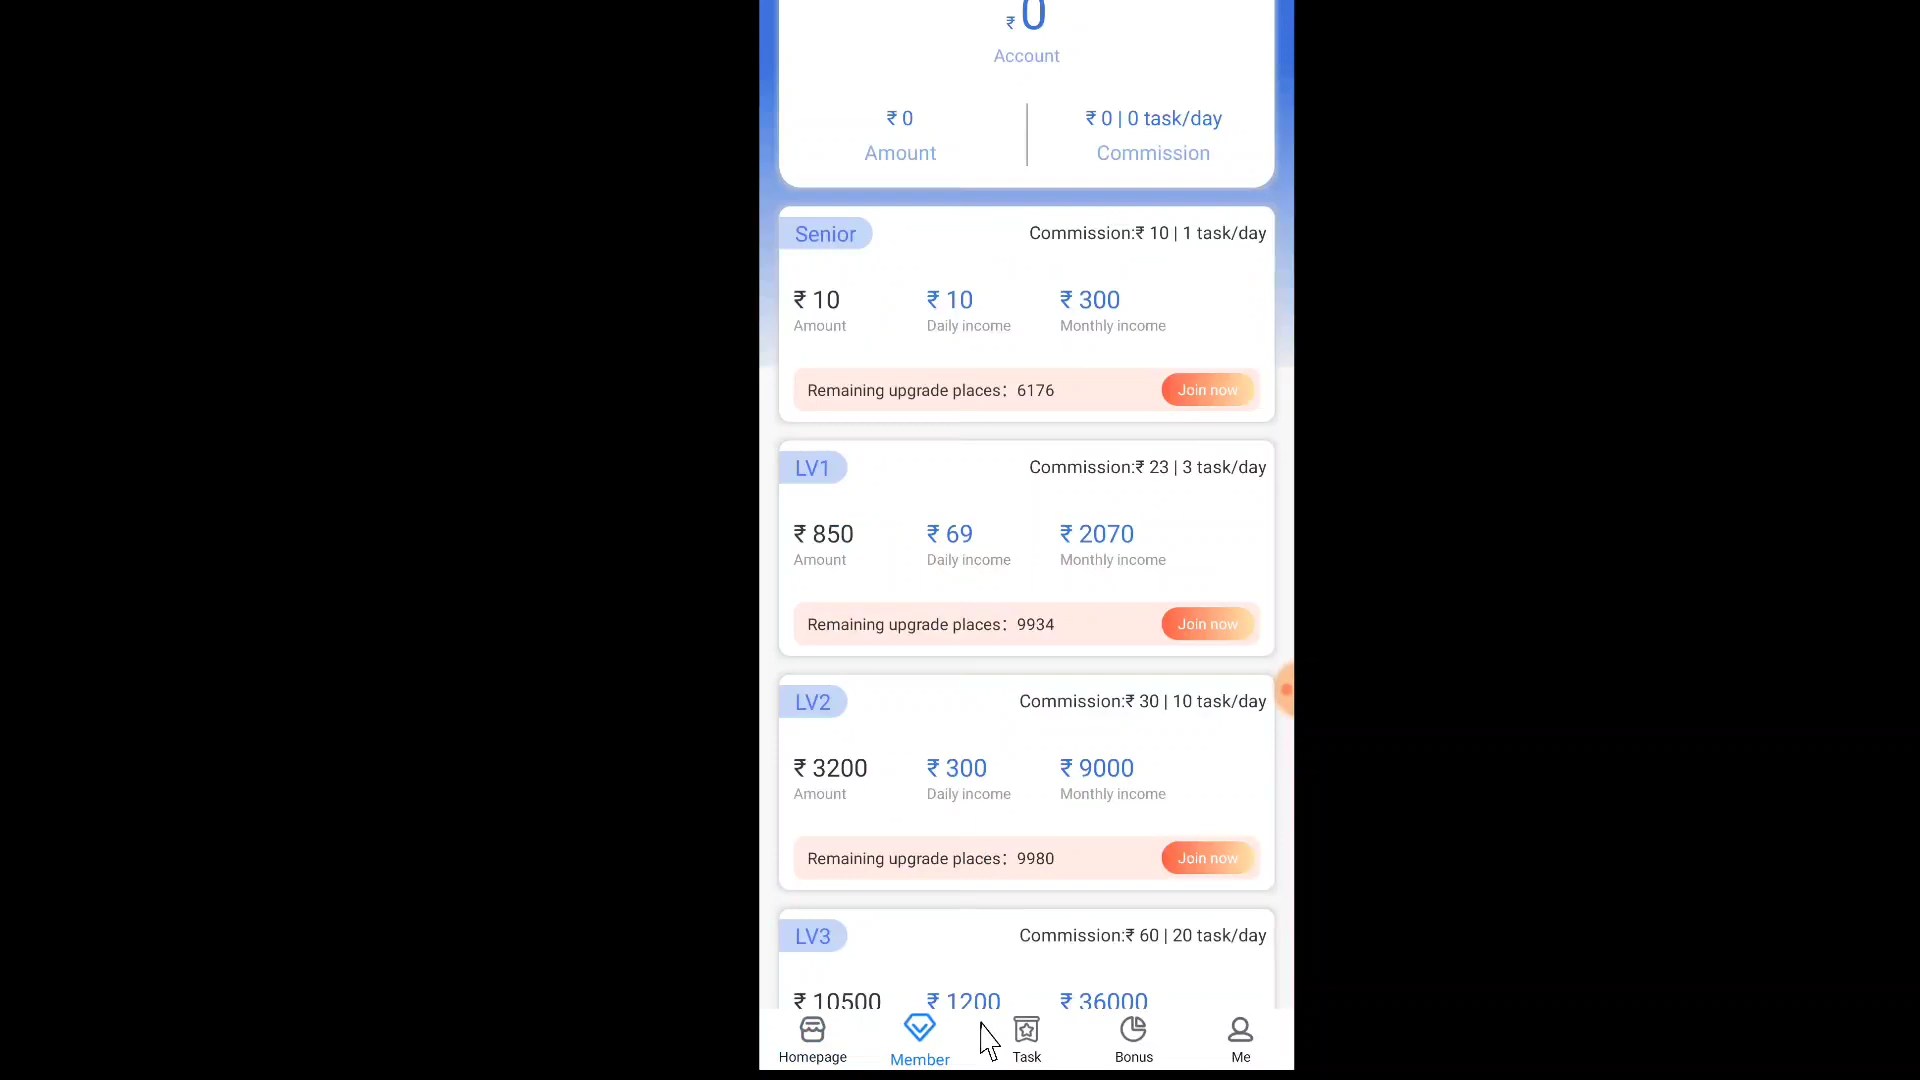 ₹ 0
Account
₹ 0 ₹ 0 | 0 task/day
Amount Commission
Senior Commission:₹ 10 | 1 task/day
₹ 10 ₹ 10 ₹ 300
Amount Daily income Monthly income
Remaining upgrade places: 6176 Join now
LV1 Commission:₹ 23 | 3 task/day
₹ 850 ₹ 69 ₹ 2070
Amount Daily income Monthly income
Remaining upgrade places: 9934 Join now
LV2 Commission:₹ 30 | 10 task/day
₹ 3200 ₹ 300 ₹ 9000
Amount Daily income Monthly income
Remaining upgrade places: 9980 Join now
LV3 Commission:₹ 60 | 20 task/day
₹ 10500 ₹ 1200 ₹ 36000
Homepage Member Task Bonus Me